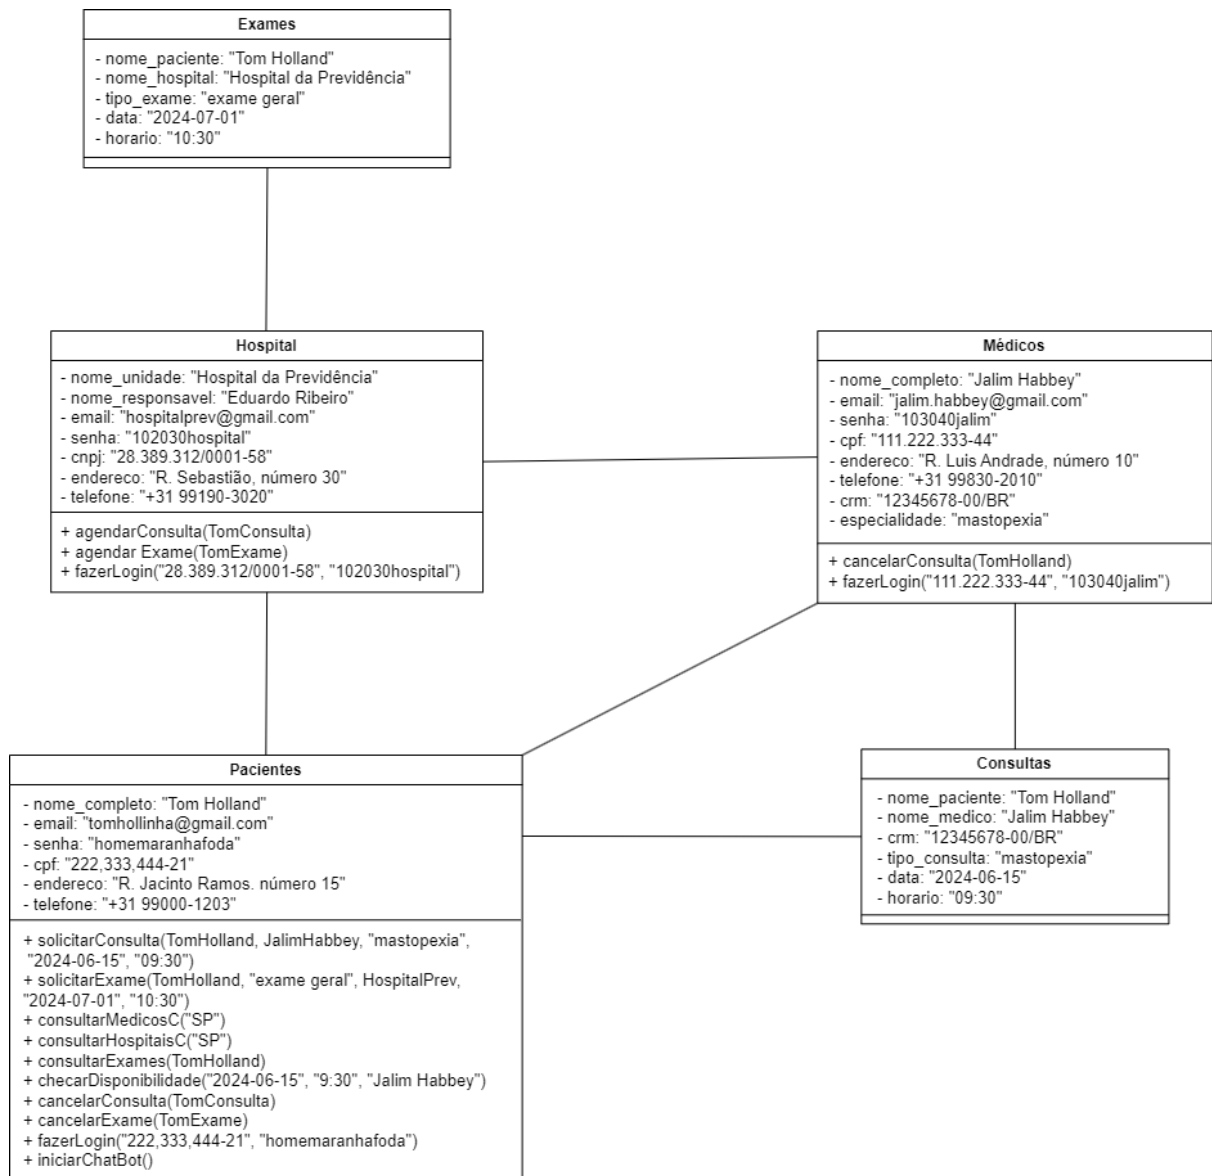 Exames
- nome_paciente: "Tom Holland"
- nome_hospital: "Hospital da Previdência"
- tipo_exame: "exame geral"
- data: "2024-07-01"
- horario: "10:30"
Hospital
- nome_unidade: "Hospital da Previdência"
- nome_responsavel: "Eduardo Ribeiro"
- email: "hospitalprev@gmail.com"
- senha: "102030hospital"
- cnpj: "28.389.312/0001-58"
- endereco: "R. Sebastião, número 30"
- telefone: "+31 99190-3020"
+ agendarConsulta(TomConsulta)
+ agendar Exame(TomExame)
+ fazerLogin("28.389.312/0001-58", "102030hospital")
Médicos
- nome_completo: "Jalim Habbey"
- email: "jalim.habbey@gmail.com"
- senha: "103040jalim"
- cpf: "111.222.333-44"
- endereco: "R. Luis Andrade, número 10"
- telefone: "+31 99830-2010"
- crm: "12345678-00/BR"
- especialidade: "mastopexia"
+ cancelarConsulta(TomHolland)
+ fazerLogin("111.222.333-44", "103040jalim")
Pacientes
- nome_completo: "Tom Holland"
- email: "tomhollinha@gmail.com"
- senha: "homemaranhafoda"
- cpf: "222,333,444-21"
- endereco: "R. Jacinto Ramos. número 15"
- telefone: "+31 99000-1203"
+ solicitarConsulta(TomHolland, JalimHabbey, "mastopexia",
"2024-06-15", "09:30")
+ solicitarExame(TomHolland, "exame geral", HospitalPrev,
"2024-07-01", "10:30")
+ consultarMedicosC("SP")
+ consultarHospitaisC("SP")
+ consultarExames(TomHolland)
+ checarDisponibilidade("2024-06-15", "9:30", "Jalim Habbey")
+ cancelarConsulta(TomConsulta)
+ cancelarExame(TomExame)
+ fazerLogin("222,333,444-21", "homemaranhafoda")
+ iniciarChatBot()
Consultas
- nome_paciente: "Tom Holland"
- nome_medico: "Jalim Habbey"
- crm: "12345678-00/BR"
- tipo_consulta: "mastopexia"
- data: "2024-06-15"
- horario: "09:30"